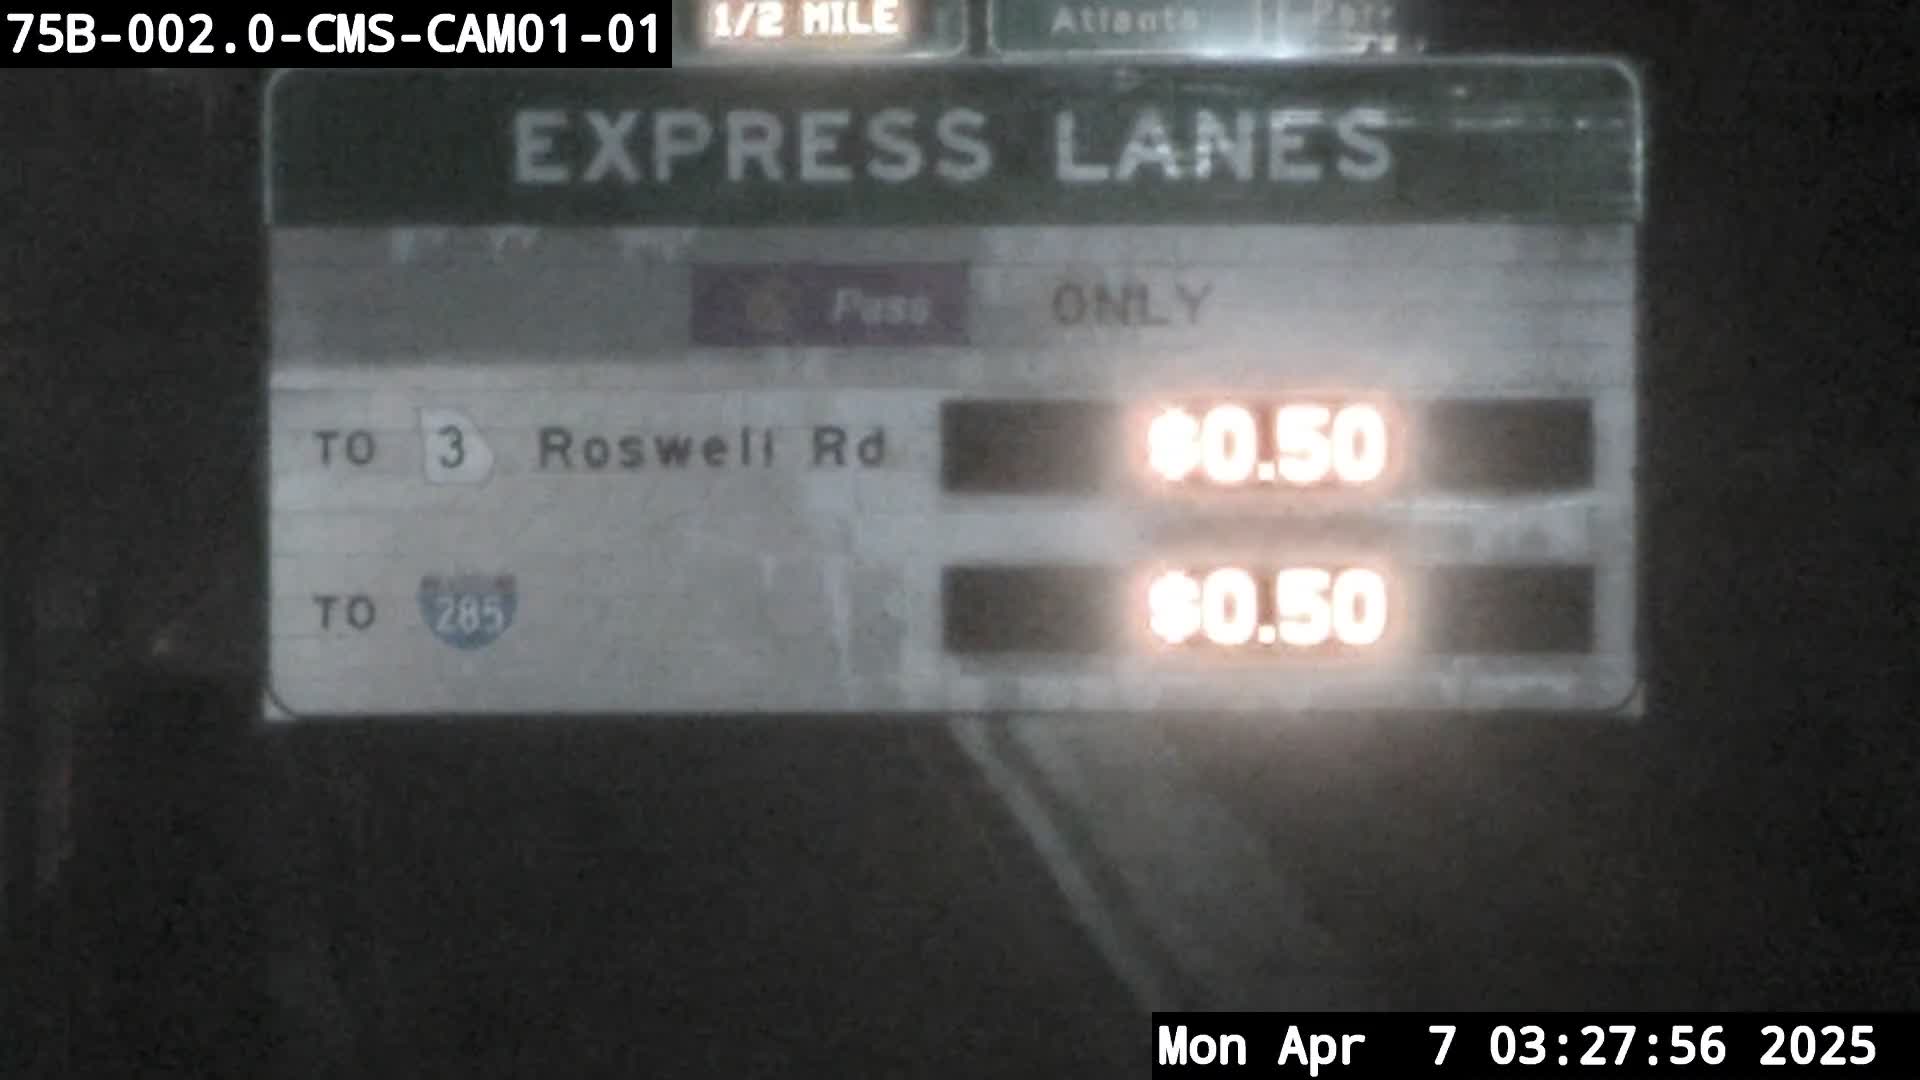 75B-002.0-CMS-CAM01-01
1/2 MILE
Atlanta
EXPRESS LANES
Pass ONLY
TO 3 Roswell Rd $0.50
TO 285 $0.50
Mon Apr 7 03:27:56 2025